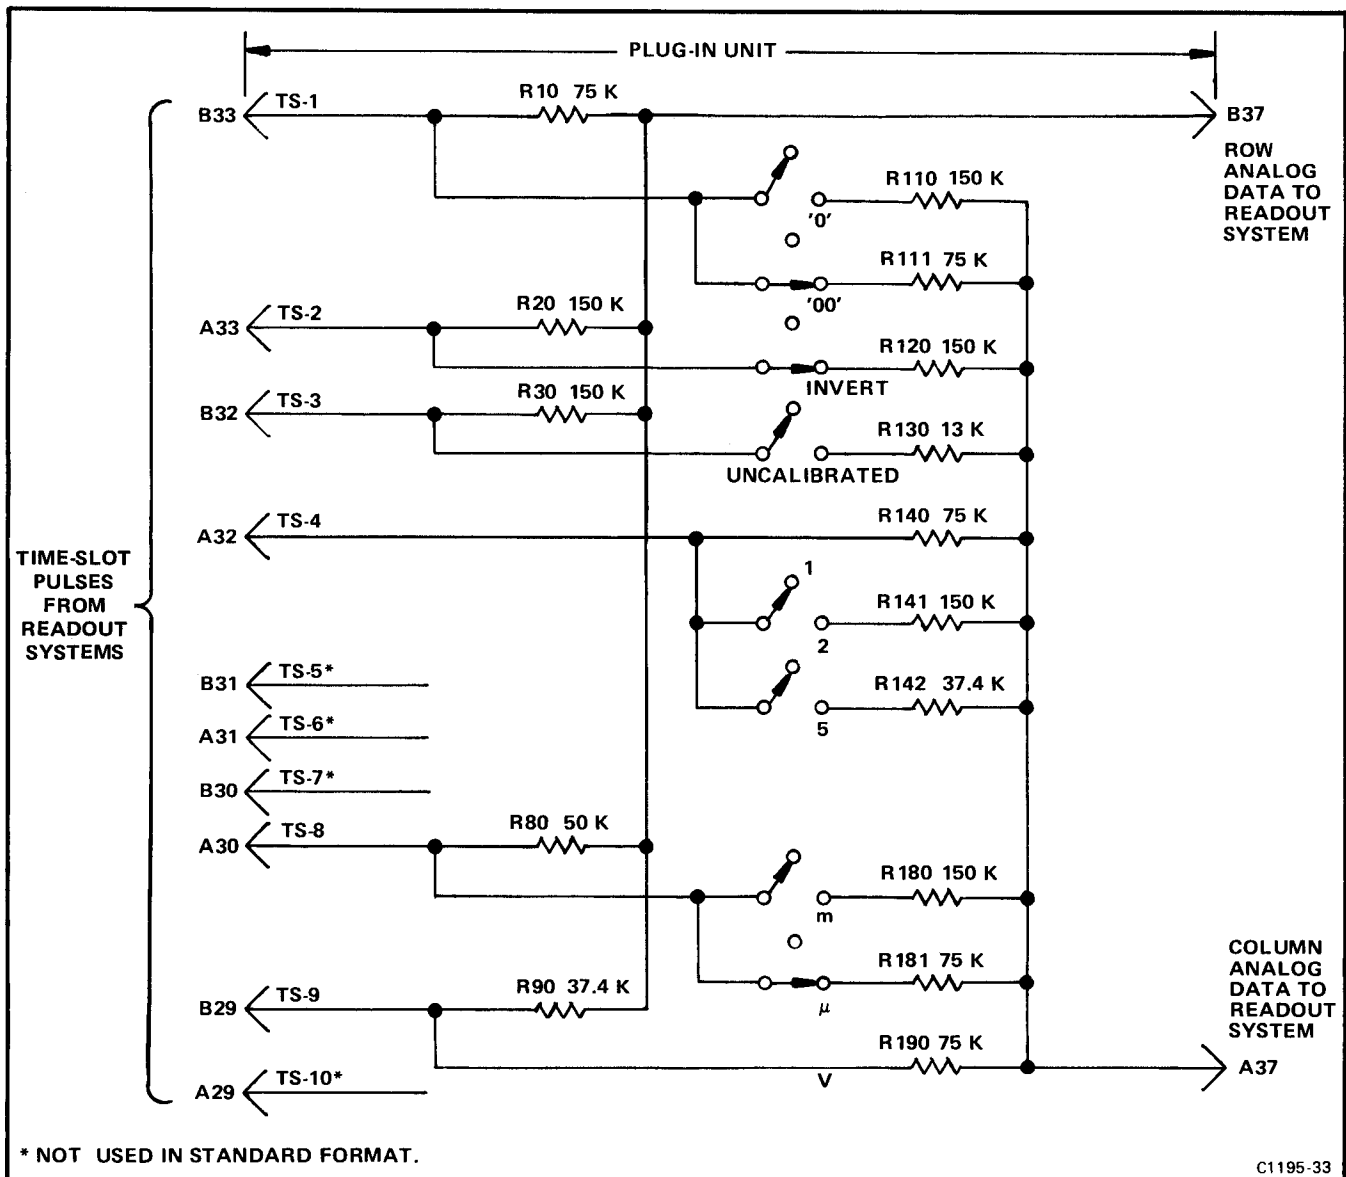 PLUG-IN UNIT
B33 TS-1 R10 75 K B37
ROW
ANALOG
DATA TO
READOUT
SYSTEM
R110 150 K
'0'
R111 75 K
'00'
A33 TS-2 R20 150 K
R120 150 K
INVERT
B32 TS-3 R30 150 K
R130 13 K
UNCALIBRATED
A32 TS-4 R140 75 K
1
R141 150 K
2
R142 37.4 K
5
TIME-SLOT
PULSES
FROM
READOUT
SYSTEMS
B31 TS-5*
A31 TS-6*
B30 TS-7*
A30 TS-8 R80 50 K
R180 150 K
m
R181 75 K
μ
B29 TS-9 R90 37.4 K
R190 75 K
V
COLUMN
ANALOG
DATA TO
READOUT
SYSTEM
A37
A29 TS-10*
* NOT USED IN STANDARD FORMAT.
C1195-33